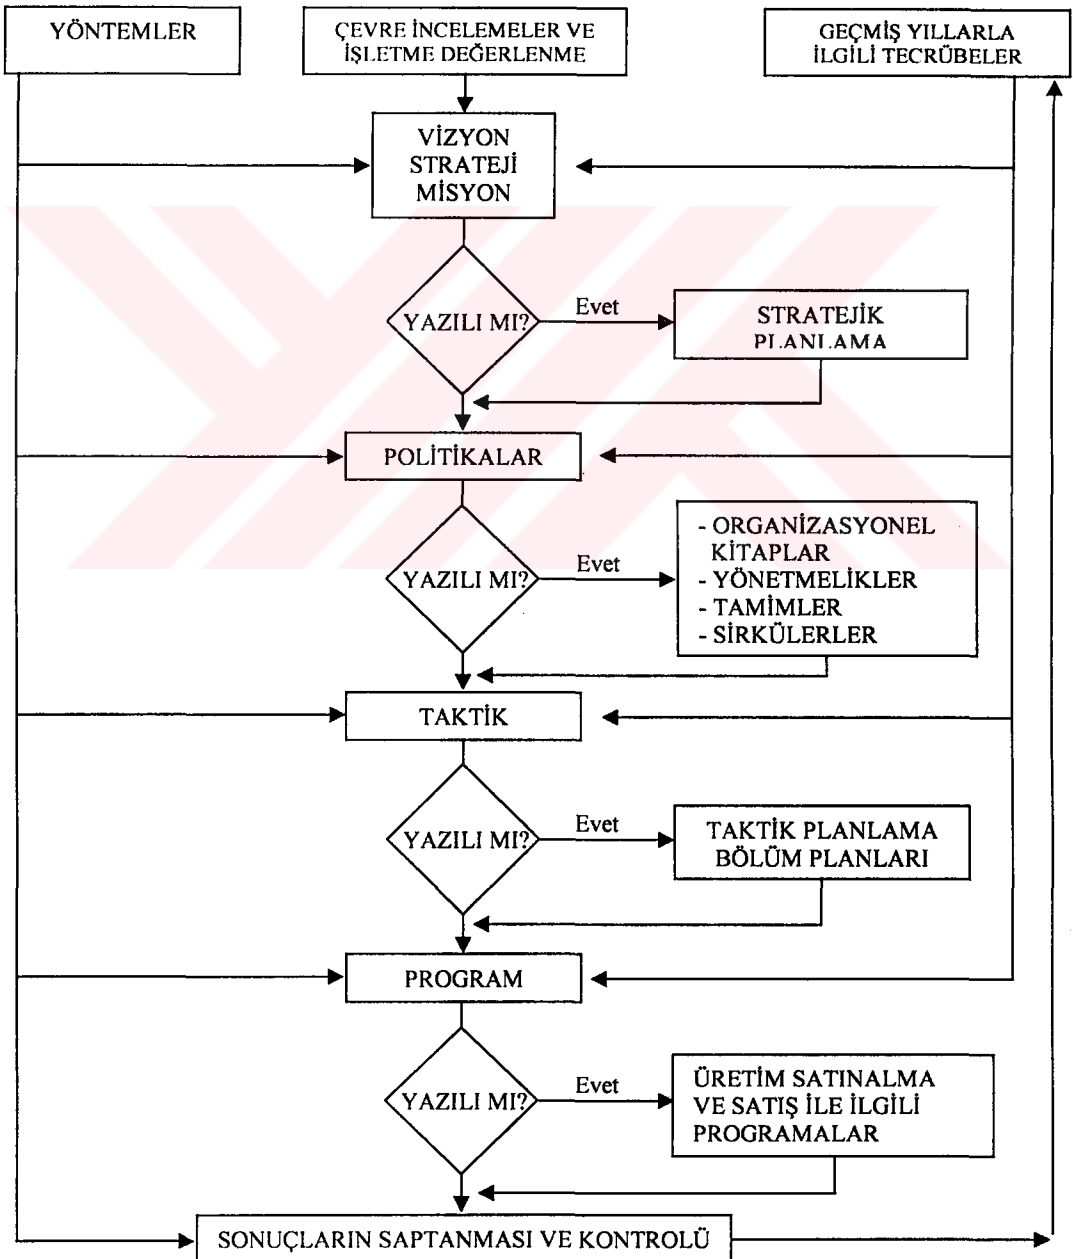 YÖNTEMLER
ÇEVRE İNCELEMELER VE
İŞLETME DEĞERLENME
GEÇMİŞ YILLARLA
İLGİLİ TECRÜBELER
VİZYON
STRATEJİ
MİSYON
YAZILI MI?
Evet
STRATEJİK
PLANLAMA
POLİTİKALAR
YAZILI MI?
Evet
- ORGANİZASYONEL
KİTAPLAR
- YÖNETMELİKLER
- TAMİMLER
- SİRKÜLERLER
TAKTİK
YAZILI MI?
Evet
TAKTİK PLANLAMA
BÖLÜM PLANLARI
PROGRAM
YAZILI MI?
Evet
ÜRETİM SATINALMA
VE SATIŞ İLE İLGİLİ
PROGRAMALAR
SONUÇLARIN SAPTANMASI VE KONTROLÜ